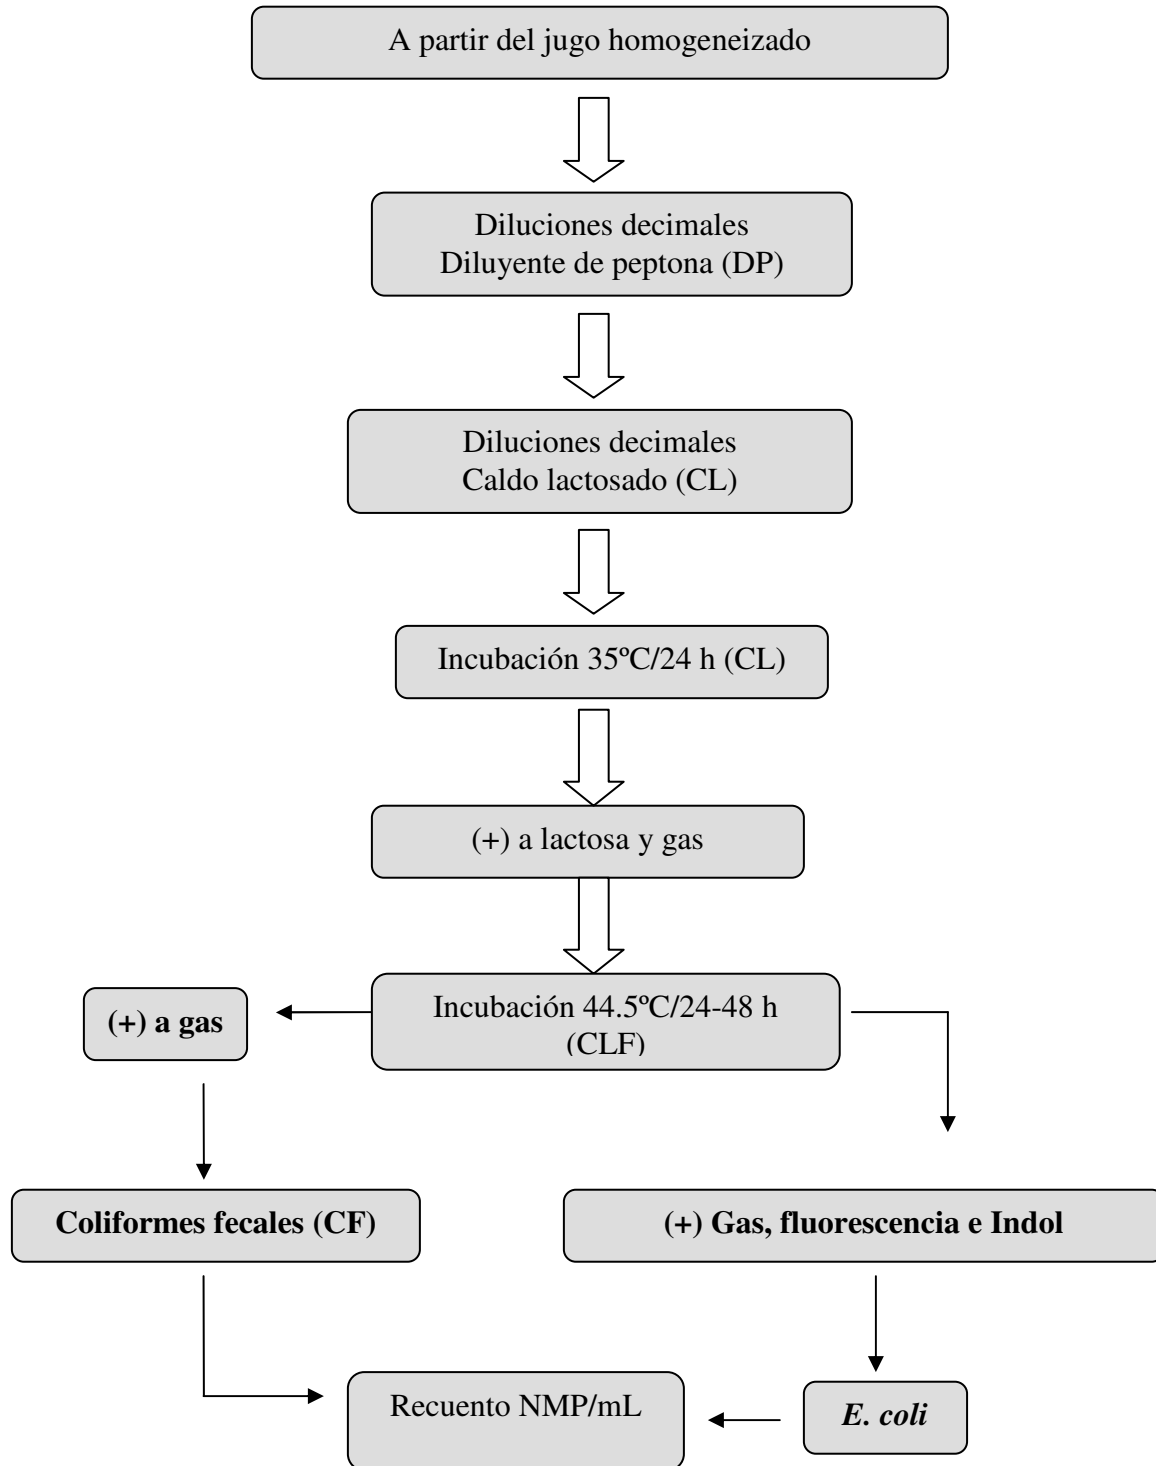 A partir del jugo homogeneizado
Diluciones decimales
Diluyente de peptona (DP)
Diluciones decimales
Caldo lactosado (CL)
Incubación 35ºC/24 h (CL)
(+) a lactosa y gas
Incubación 44.5ºC/24-48 h
(CLF)
(+) a gas
Coliformes fecales (CF)
(+) Gas, fluorescencia e Indol
Recuento NMP/mL
E. coli